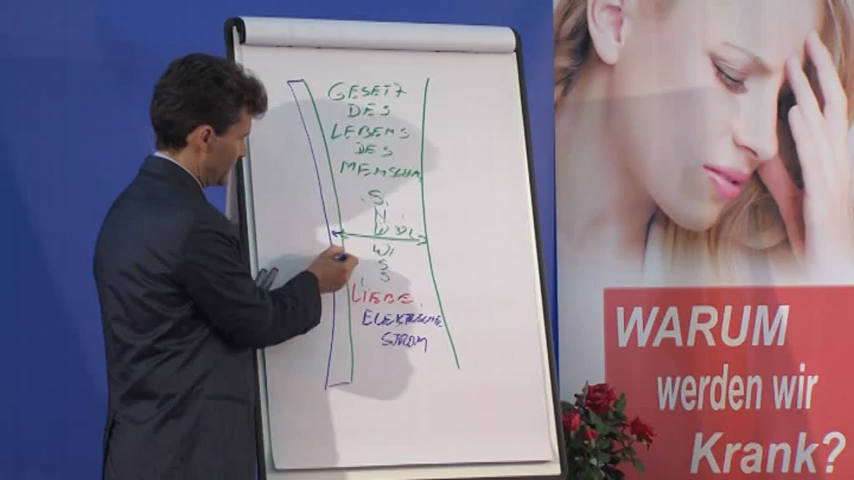 GESETZ
DES
LEBENS
DES
MENSCHEN
S
N
W
W
S
S
LIEBE
ELEKTRISCHE
STROM
WARUM
werden wir
Krank?